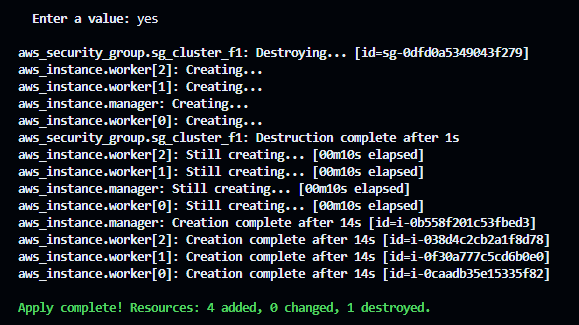 Enter a value: yes
aws_security_group.sg_cluster_f1: Destroying... [id=sg-0dfd0a5349043f279]
aws_instance.worker[2]: Creating...
aws_instance.worker[1]: Creating...
aws_instance.manager: Creating...
aws_instance.worker[0]: Creating...
aws_security_group.sg_cluster_f1: Destruction complete after 1s
aws_instance.worker[2]: Still creating... [00m10s elapsed]
aws_instance.worker[1]: Still creating... [00m10s elapsed]
aws_instance.manager: Still creating... [00m10s elapsed]
aws_instance.worker[0]: Still creating... [00m10s elapsed]
aws_instance.manager: Creation complete after 14s [id=i-0b558f201c53fbed3]
aws_instance.worker[2]: Creation complete after 14s [id=i-038d4c2cb2a1f8d78]
aws_instance.worker[1]: Creation complete after 14s [id=i-0f30a777c5cd6b0e0]
aws_instance.worker[0]: Creation complete after 14s [id=i-0caadb35e15335f82]
Apply complete! Resources: 4 added, 0 changed, 1 destroyed.